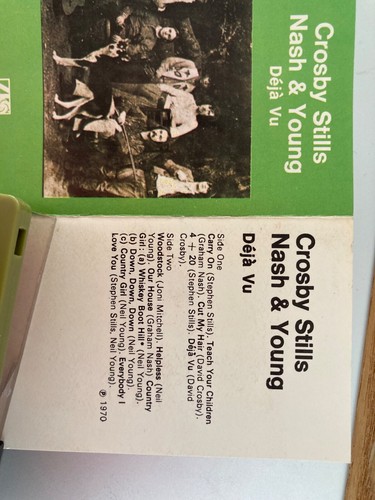 Crosby Stills
Nash & Young
Déjà Vu
Crosby Stills
Nash & Young
Déjà Vu
Side One
Carry On (Stephen Stills). Teach Your Children
(Graham Nash). Cut My Hair (David Crosby).
4 + 20 (Stephen Stills). Déjà Vu (David
Crosby).
Side Two
Woodstock (Joni Mitchell). Helpless (Neil
Young). Our House (Graham Nash) Country
Girl: (a) Whiskey Boot Hill* (Neil Young).
(b) Down, Down, Down (Neil Young).
(c) Country Girl (Neil Young). Everybody I
Love You (Stephen Stills, Neil Young). ℗ 1970